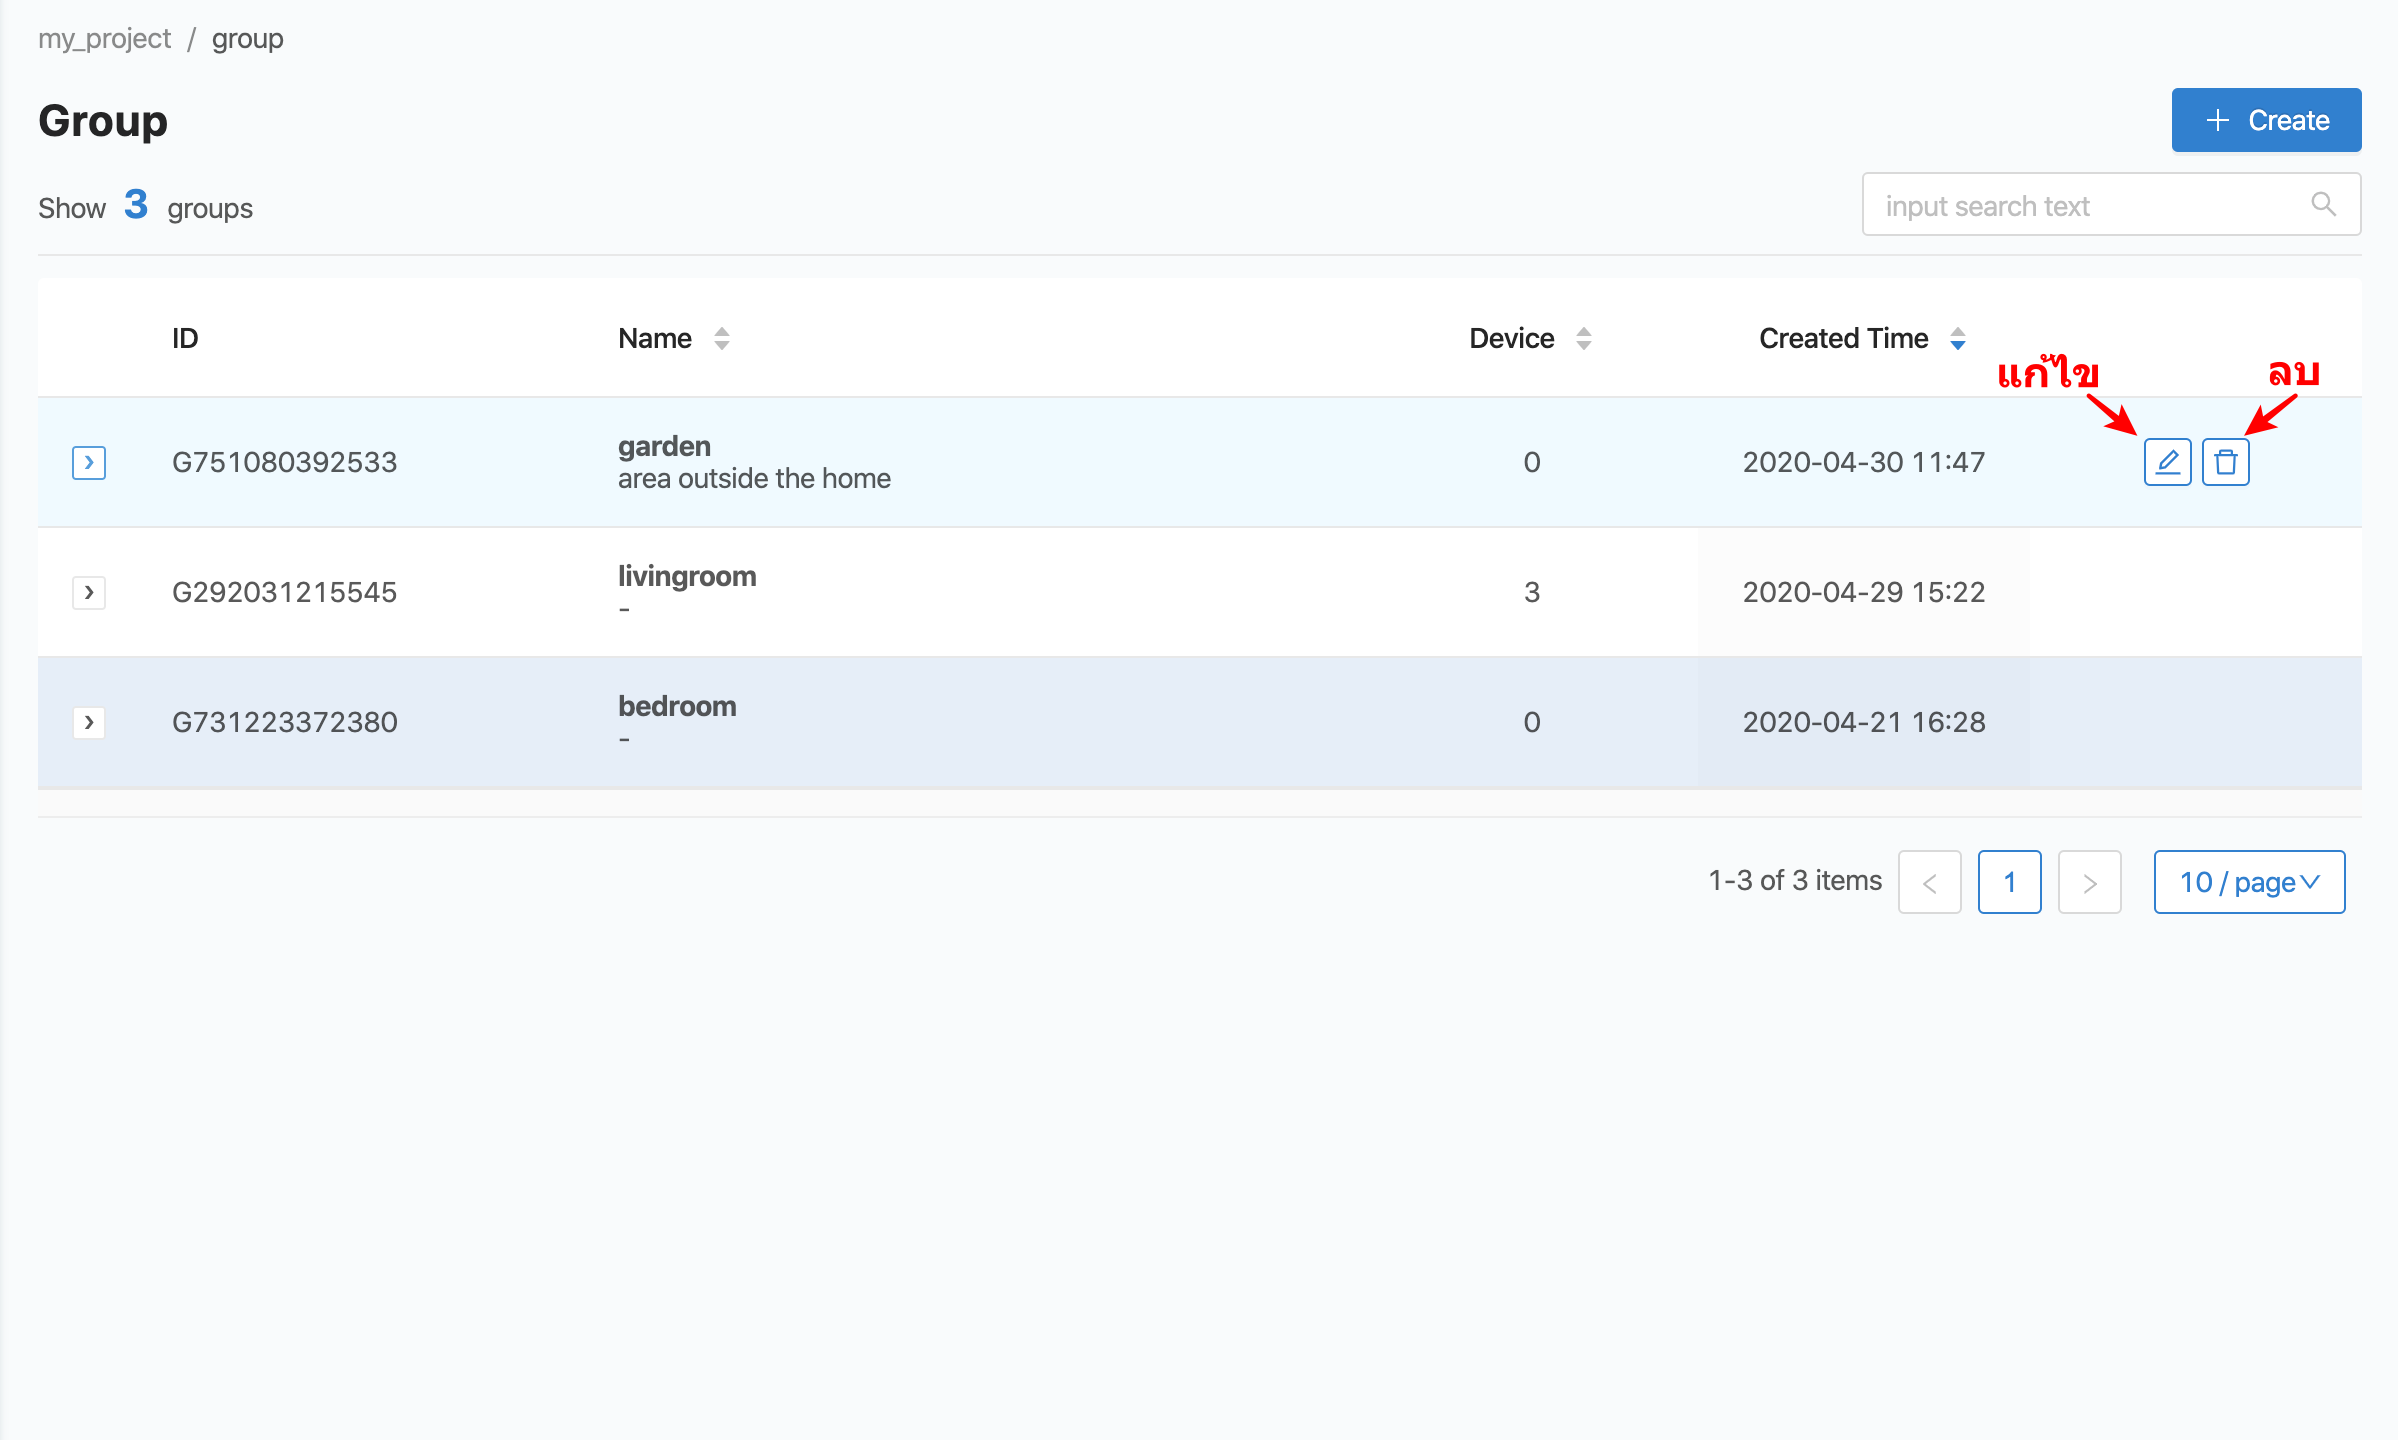 my_project / group
Group
+ Create
Show 3 groups
input search text
ID Name Device Created Time
แก้ไข ลบ
G751080392533 garden 0 2020-04-30 11:47
area outside the home
G292031215545 livingroom 3 2020-04-29 15:22
-
G731223372380 bedroom 0 2020-04-21 16:28
-
1-3 of 3 items < 1 > 10 / page